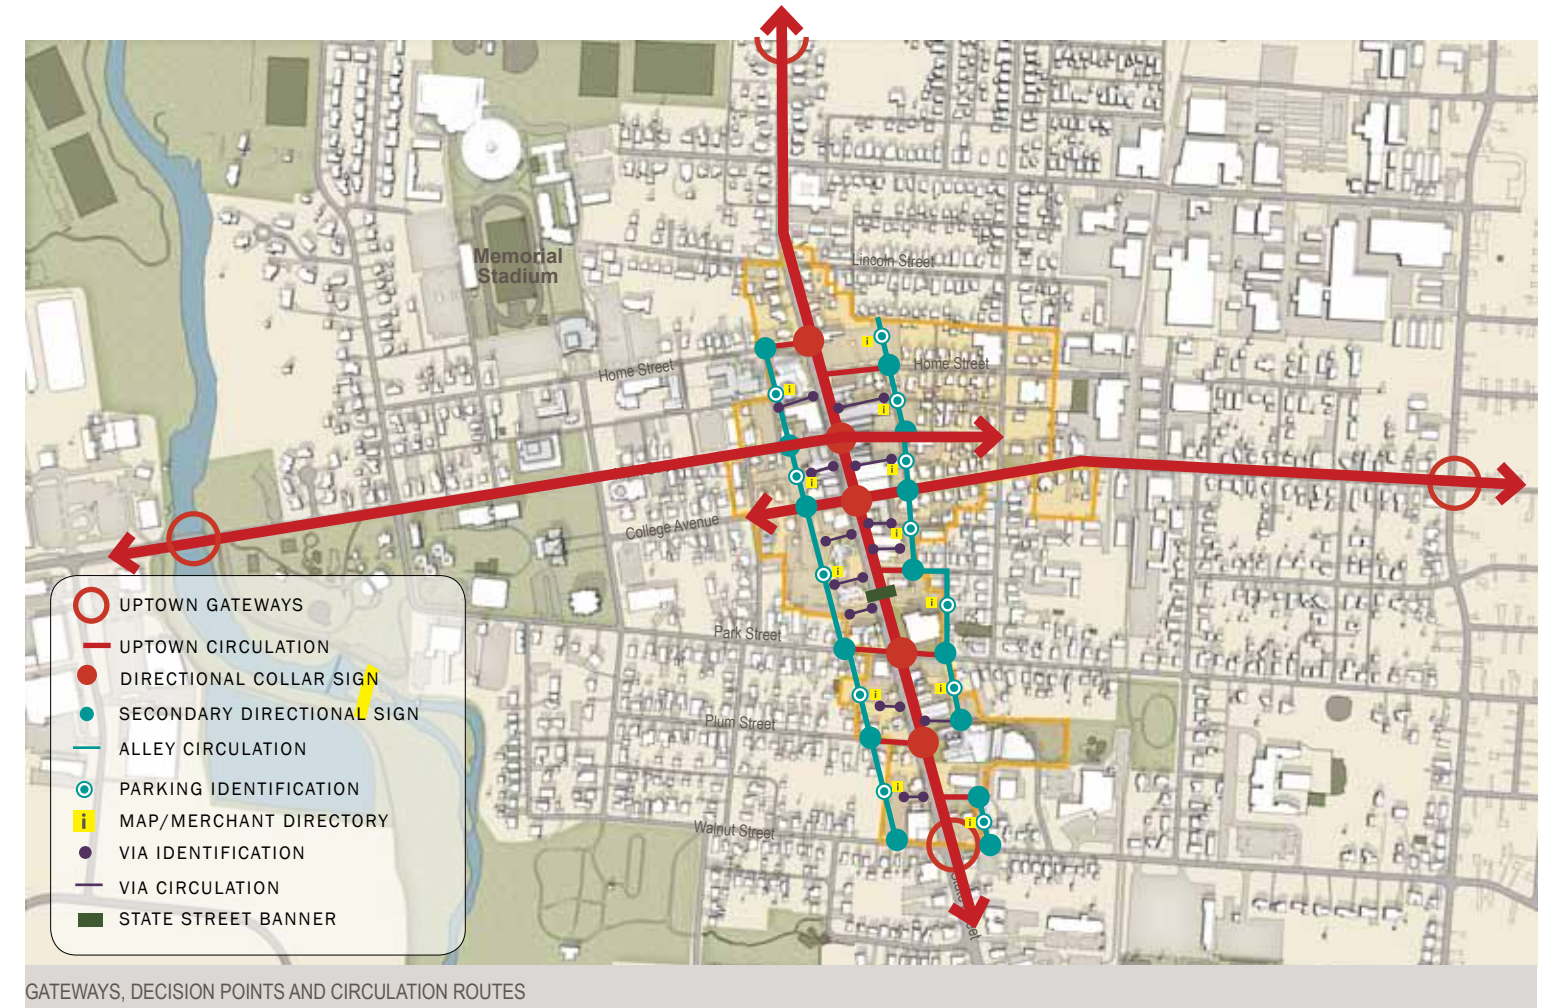 Lincoln Street
Memorial
Stadium
Home Street
Home Street
College Avenue
Park Street
Plum Street
Walnut Street
UPTOWN GATEWAYS
UPTOWN CIRCULATION
DIRECTIONAL COLLAR SIGN
SECONDARY DIRECTIONAL SIGN
ALLEY CIRCULATION
PARKING IDENTIFICATION
i MAP/MERCHANT DIRECTORY
VIA IDENTIFICATION
VIA CIRCULATION
STATE STREET BANNER
i
i
i
i
i
i
i
i
i
i
i
i
GATEWAYS, DECISION POINTS AND CIRCULATION ROUTES